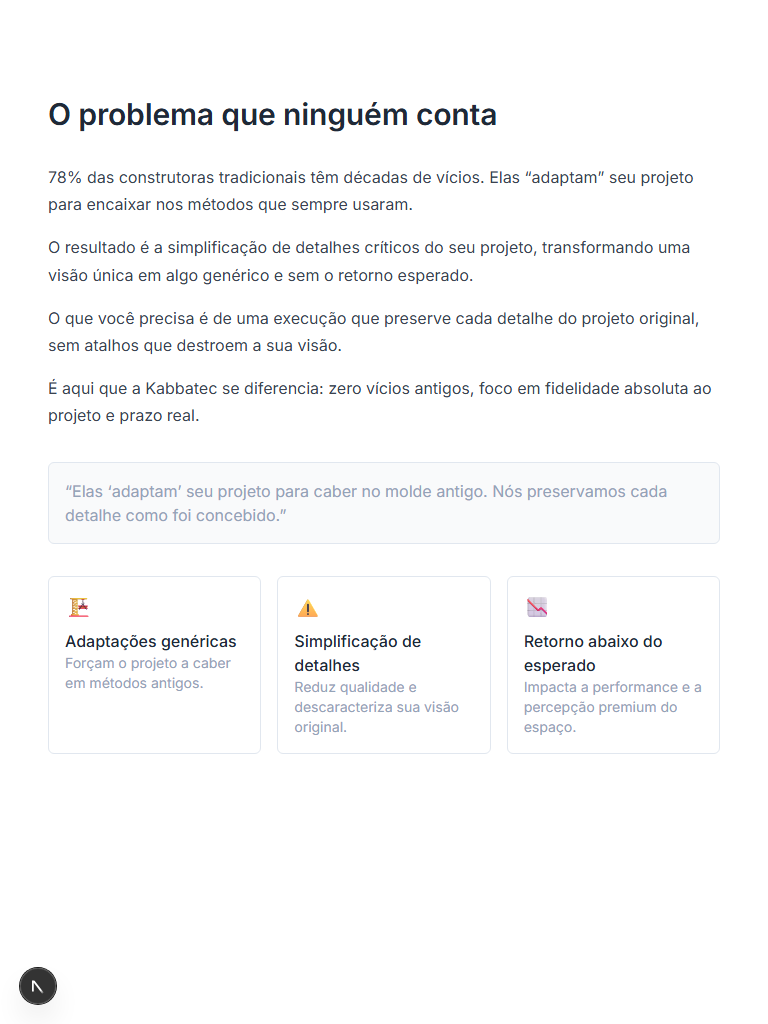 O problema que ninguém conta
78% das construtoras tradicionais têm décadas de vícios. Elas “adaptam” seu projeto
para encaixar nos métodos que sempre usaram.
O resultado é a simplificação de detalhes críticos do seu projeto, transformando uma
visão única em algo genérico e sem o retorno esperado.
O que você precisa é de uma execução que preserve cada detalhe do projeto original,
sem atalhos que destroem a sua visão.
É aqui que a Kabbatec se diferencia: zero vícios antigos, foco em fidelidade absoluta ao
projeto e prazo real.
“Elas ‘adaptam’ seu projeto para caber no molde antigo. Nós preservamos cada
detalhe como foi concebido.”
Adaptações genéricas
Forçam o projeto a caber
em métodos antigos.
Simplificação de
detalhes
Reduz qualidade e
descaracteriza sua visão
original.
Retorno abaixo do
esperado
Impacta a performance e a
percepção premium do
espaço.